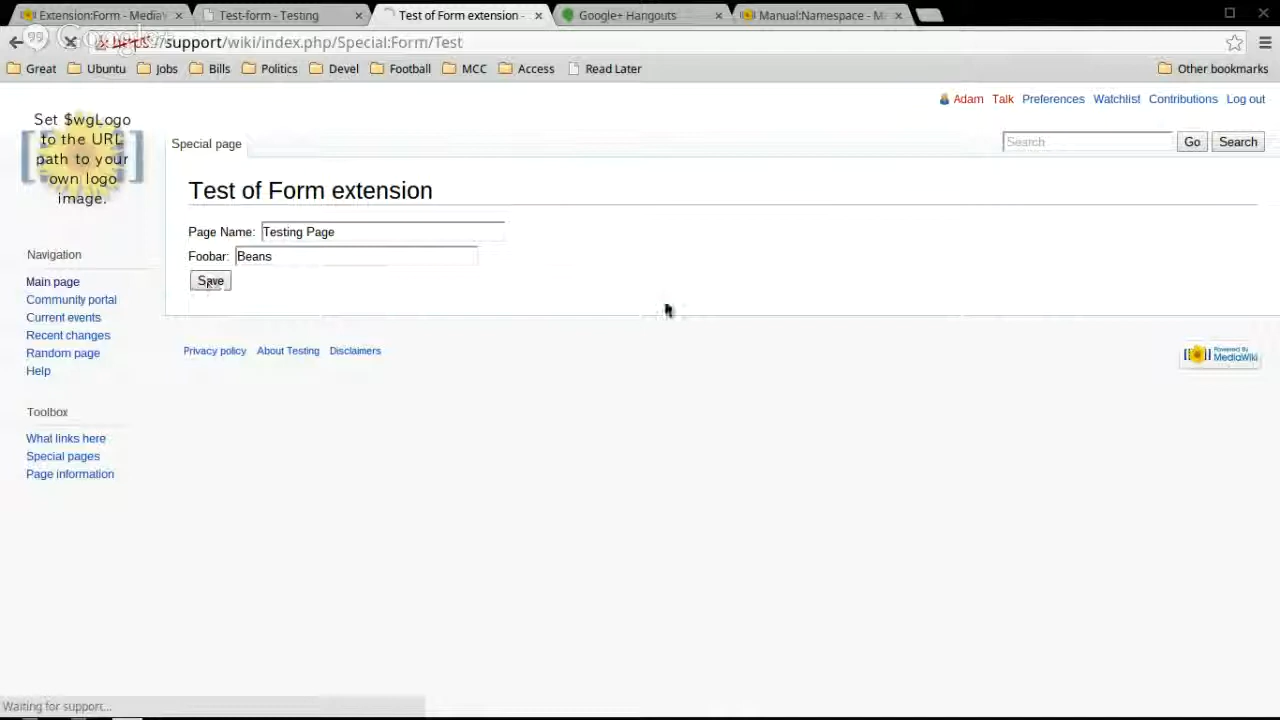 Extension:Form - MediaW
Test-form - Testing
Test of Form extension -
Google+ Hangouts
Manual:Namespace - M
Google+
https://support/wiki/index.php/Special:Form/Test
Great
Ubuntu
Jobs
Bills
Politics
Devel
Football
MCC
Access
Read Later
Other bookmarks
Adam Talk Preferences Watchlist Contributions Log out
Set $wgLogo
to the URL
path to your
own logo
image.
Special page
Search
Go
Search
Test of Form extension
Page Name: Testing Page
Foobar: Beans
Save
Navigation
Main page
Community portal
Current events
Recent changes
Random page
Help
Toolbox
What links here
Special pages
Page information
Privacy policy About Testing Disclaimers
Powered By
MediaWiki
Waiting for support...